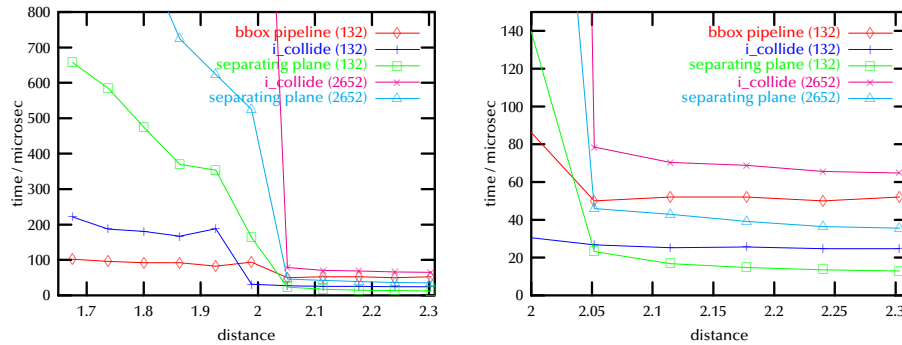 800
700
600
500
400
300
200
100
0
time / microsec
1.7
1.8
1.9
2
2.1
2.2
2.3
distance
bbox pipeline (132)
i_collide (132)
separating plane (132)
i_collide (2652)
separating plane (2652)
140
120
100
80
60
40
20
0
time / microsec
2
2.05
2.1
2.15
2.2
2.25
2.3
distance
bbox pipeline (132)
i_collide (132)
separating plane (132)
i_collide (2652)
separating plane (2652)